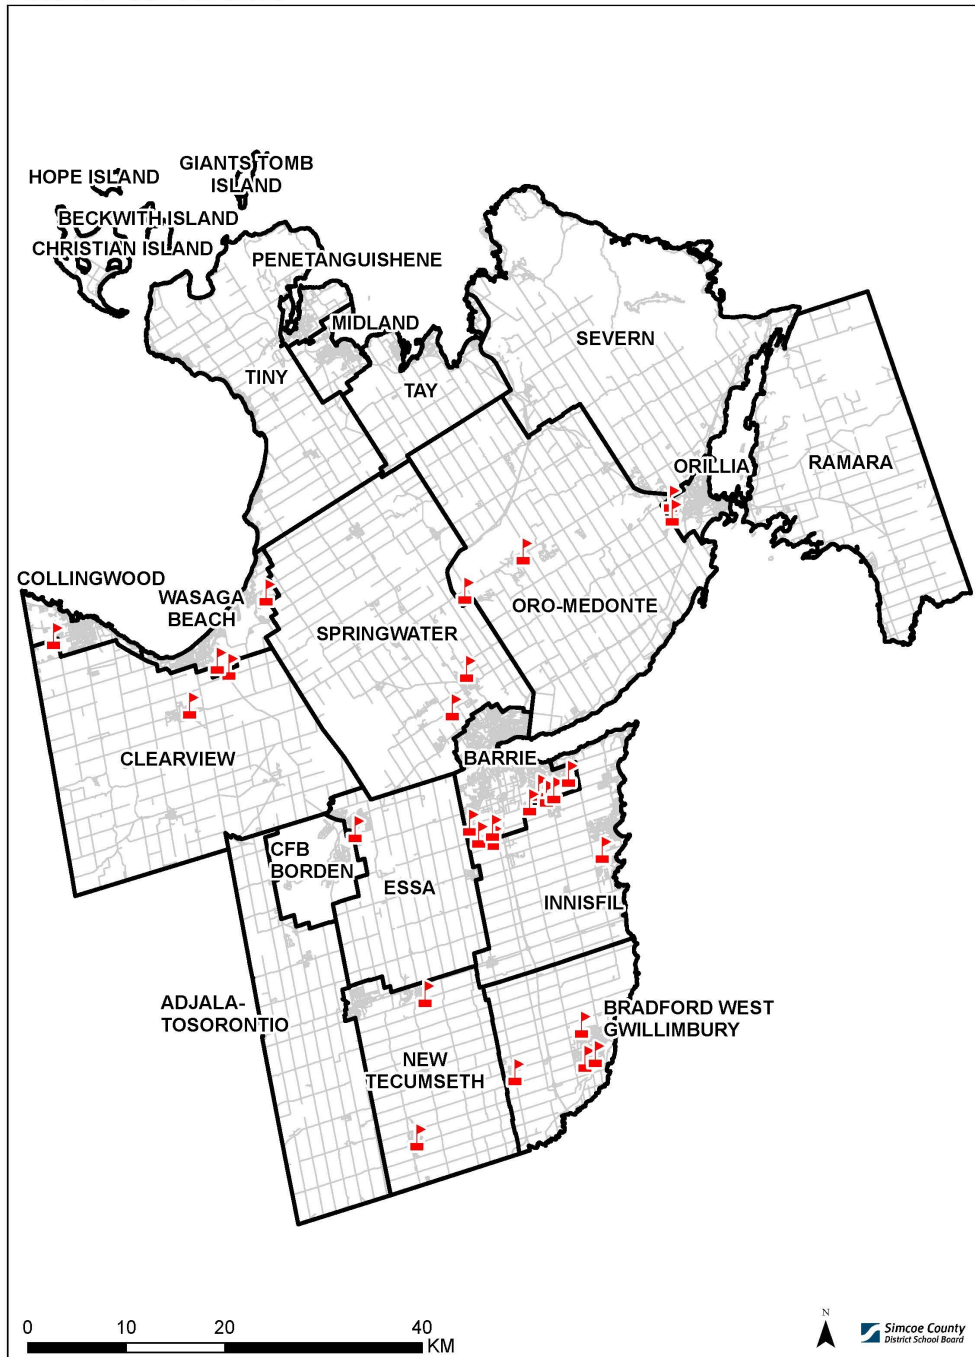 GIANTS TOMB
ISLAND
HOPE ISLAND
BECKWITH ISLAND
CHRISTIAN ISLAND
PENETANGUISHENE
MIDLAND
SEVERN
TINY
TAY
ORILLIA
RAMARA
COLLINGWOOD
WASAGA
BEACH
ORO-MEDONTE
SPRINGWATER
CLEARVIEW
BARRIE
CFB
BORDEN
ESSA
INNISFIL
ADJALA-
TOSORONTIO
BRADFORD WEST
GWILLIMBURY
NEW
TECUMSETH
0 10 20 40
KM
N
Simcoe County
District School Board